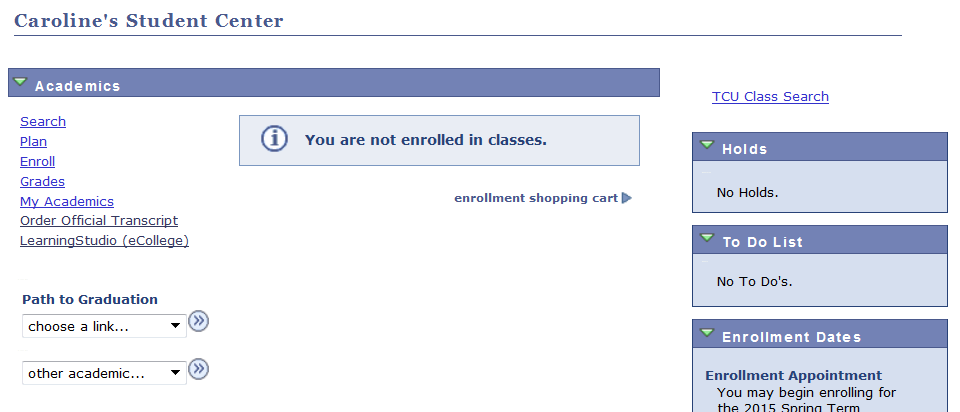 Caroline's Student Center
Academics
Search
Plan
Enroll
Grades
My Academics
Order Official Transcript
LearningStudio (eCollege)
You are not enrolled in classes.
enrollment shopping cart
Path to Graduation
choose a link...
other academic...
TCU Class Search
Holds
No Holds.
To Do List
No To Do's.
Enrollment Dates
Enrollment Appointment
You may begin enrolling for
the 2015 Spring Term